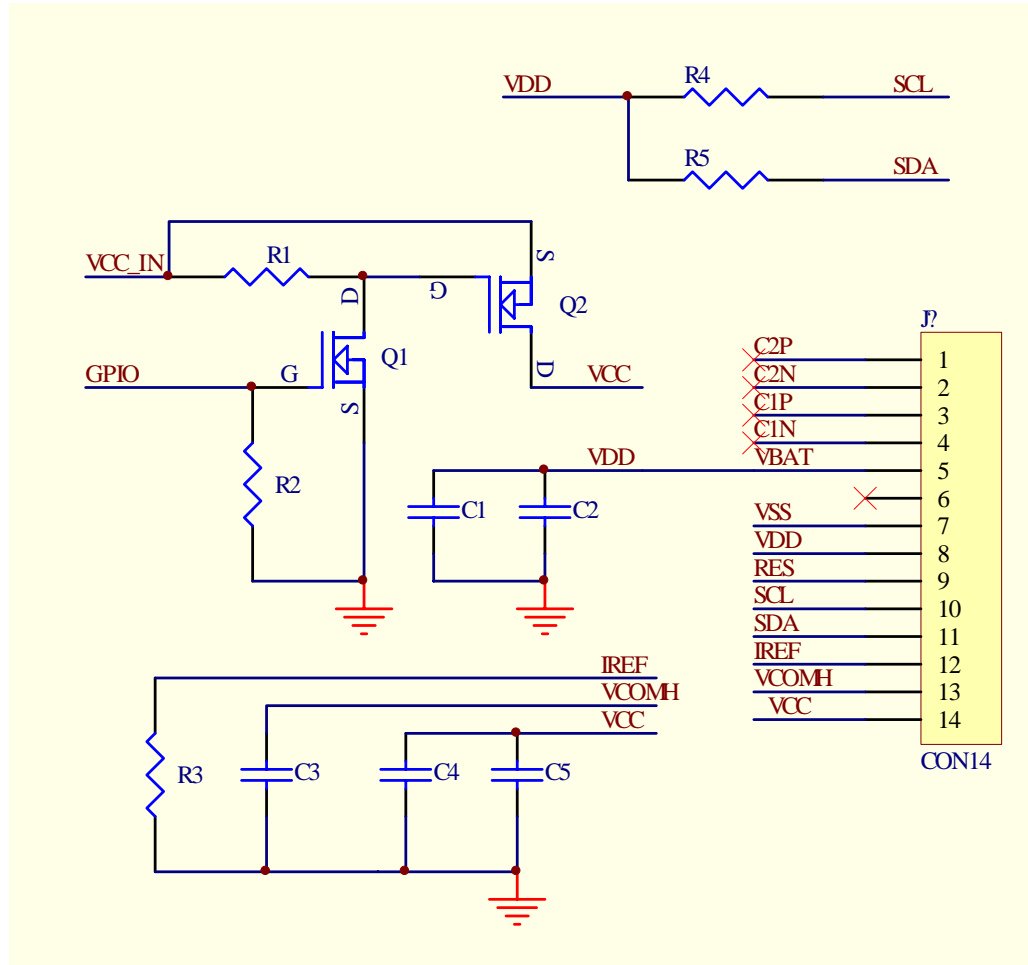 VDD R4 SCL
R5 SDA
VCC_IN R1 D G S Q2
D VCC
GPIO G Q1
S
R2
VDD
C1 C2
J?
C2P 1
C2N 2
C1P 3
C1N 4
VBAT 5
6
VSS 7
VDD 8
RES 9
SCL 10
SDA 11
IREF 12
VCOMH 13
VCC 14
CON14
IREF
VCOMH
VCC
R3 C3 C4 C5